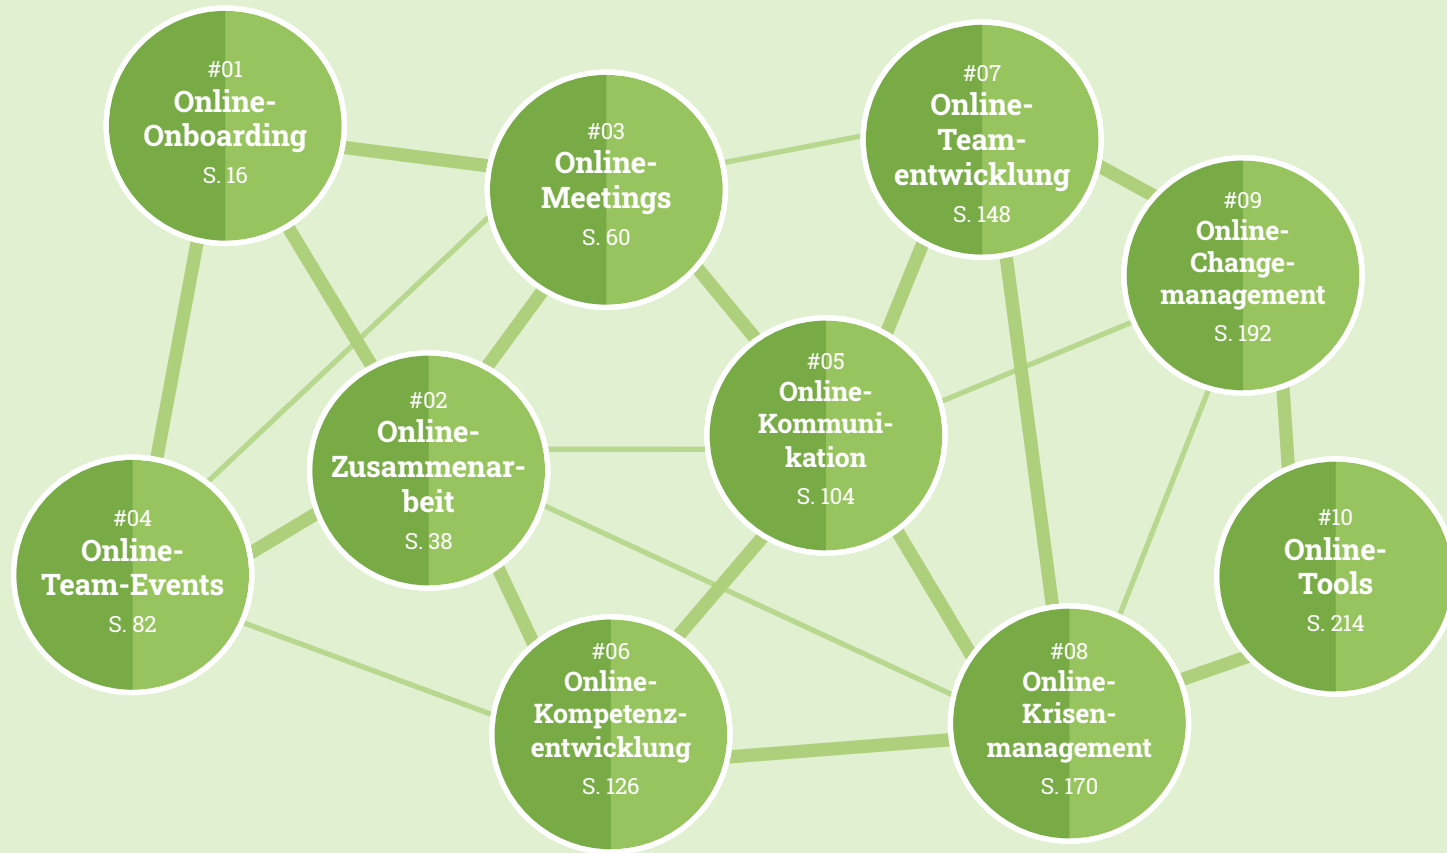 #01
Online-
Onboarding
S. 16
#03
Online-
Meetings
S. 60
#07
Online-
Team-
entwicklung
S. 148
#09
Online-
Change-
management
S. 192
#02
Online-
Zusammenar-
beit
S. 38
#05
Online-
Kommuni-
kation
S. 104
#04
Online-
Team-Events
S. 82
#10
Online-
Tools
S. 214
#06
Online-
Kompetenz-
entwicklung
S. 126
#08
Online-
Krisen-
management
S. 170